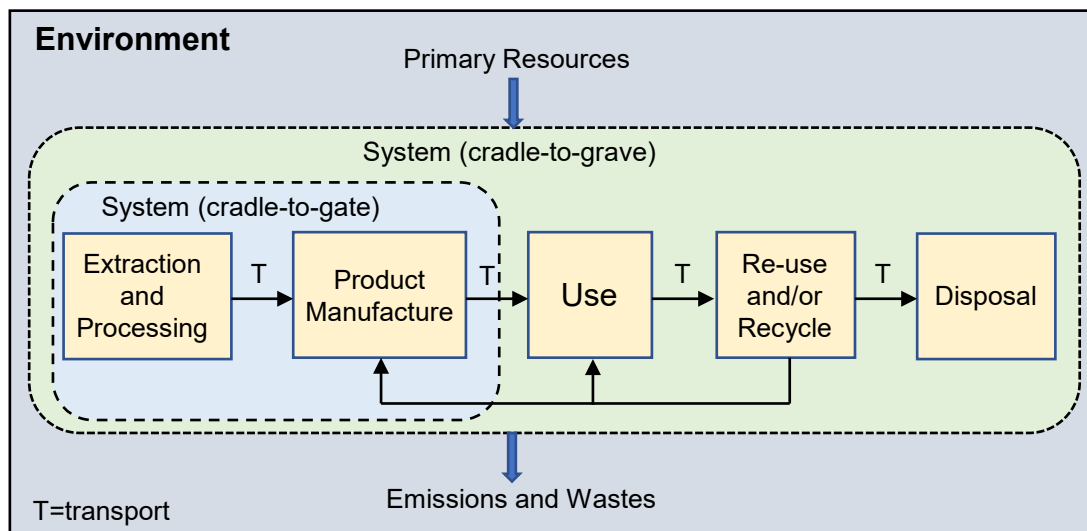 Environment
Primary Resources
System (cradle-to-grave)
System (cradle-to-gate)
Extraction
and
Processing
T
Product
Manufacture
T
Use
T
Re-use
and/or
Recycle
T
Disposal
Emissions and Wastes
T=transport